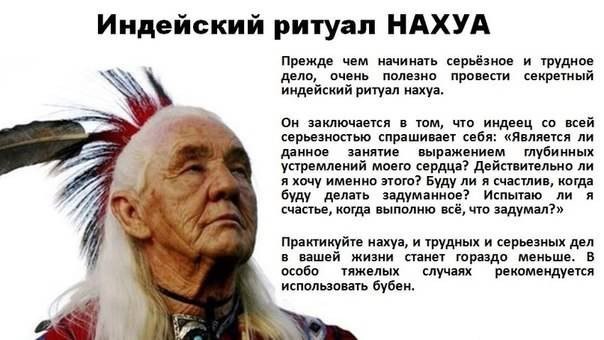 Индейский ритуал НАХУА
Прежде чем начинать серьёзное и трудное
дело, очень полезно провести секретный
индейский ритуал нахуа.
Он заключается в том, что индеец со всей
серьезностью спрашивает себя: «Является ли
данное занятие выражением глубинных
устремлений моего сердца? Действительно ли
я хочу именно этого? Буду ли я счастлив, когда
буду делать задуманное? Испытаю ли я
счастье, когда выполню всё, что задумал?»
Практикуйте нахуа, и трудных и серьезных дел
в вашей жизни станет гораздо меньше. В
особо тяжелых случаях рекомендуется
использовать бубен.